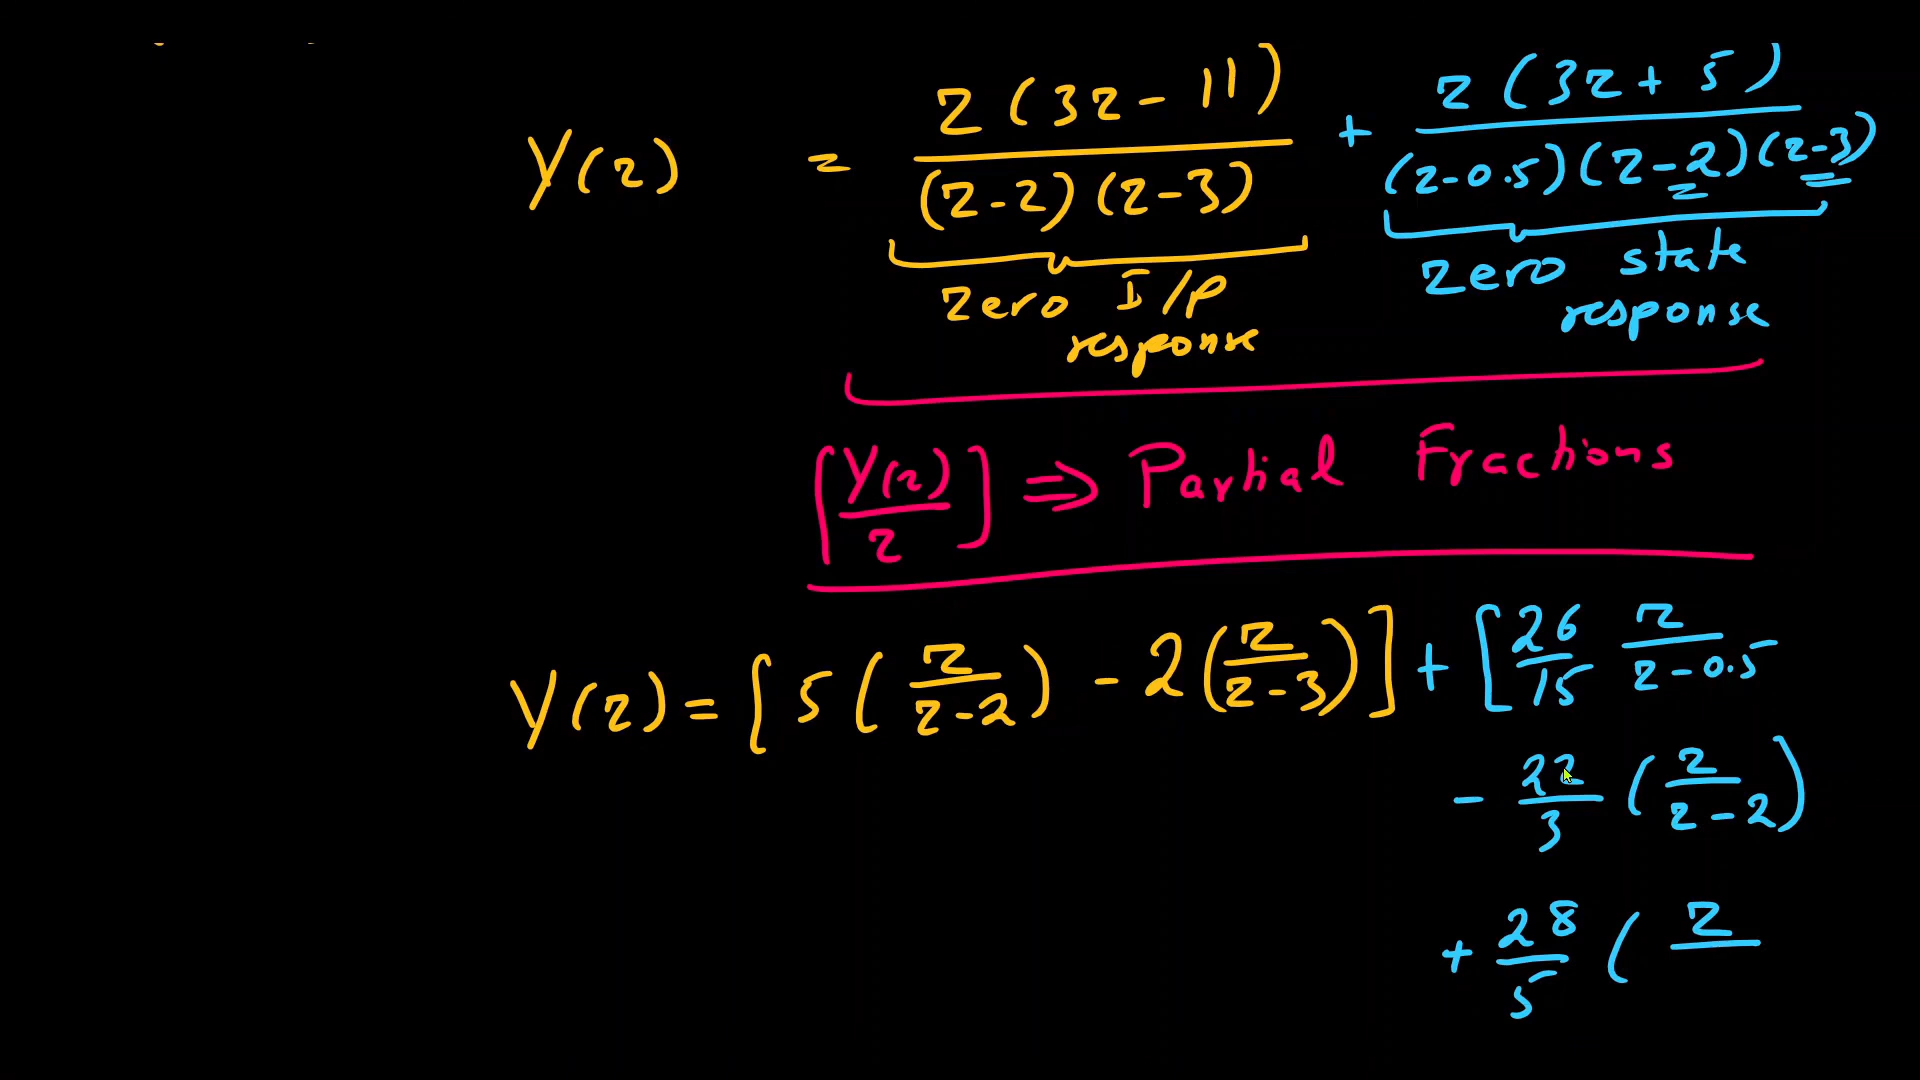 Y(z) = z(3z-11) / (z-2)(z-3) + z(3z+5) / (z-0.5)(z-2)(z-3)
zero I/P response
zero state response
[Y(z)/z] ⇒ Partial Fractions
Y(z) = [5(z/z-2) - 2(z/z-3)] + [26/15 z/z-0.5
- 22/3 (z/z-2)
+ 28/5 (z/